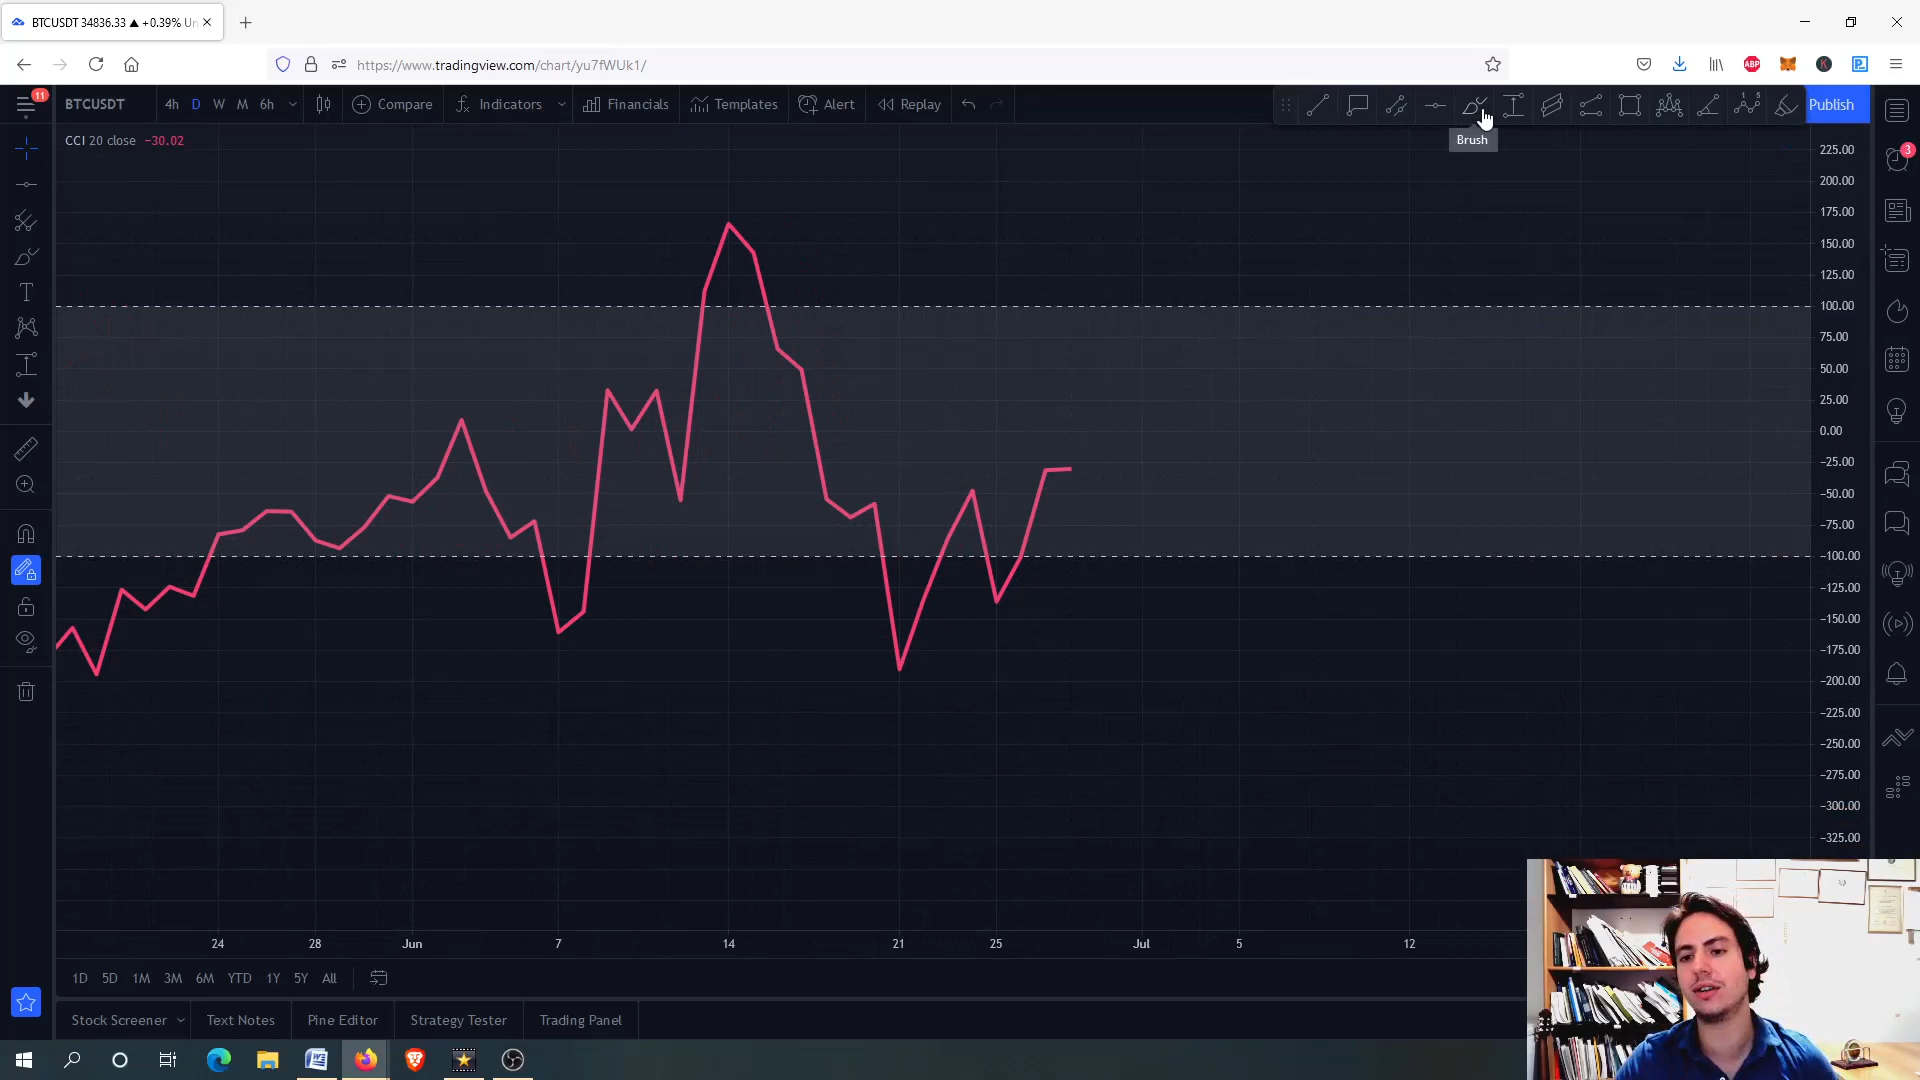 BTCUSDT 34836.33 ▲ +0.39% Un
https://www.tradingview.com/chart/yu7fWUk1/
ABP
K
11
BTCUSDT
4h D W M 6h
Compare
Indicators
Financials
Templates
Alert
Replay
Publish
Brush
CCI 20 close −30.02
3
225.00
200.00
175.00
150.00
125.00
100.00
75.00
50.00
25.00
0.00
−25.00
−50.00
−75.00
−100.00
−125.00
−150.00
−175.00
−200.00
−225.00
−250.00
−275.00
−300.00
−325.00
24 28 Jun 7 14 21 25 Jul 5 12
1D 5D 1M 3M 6M YTD 1Y 5Y All
Stock Screener Text Notes Pine Editor Strategy Tester Trading Panel